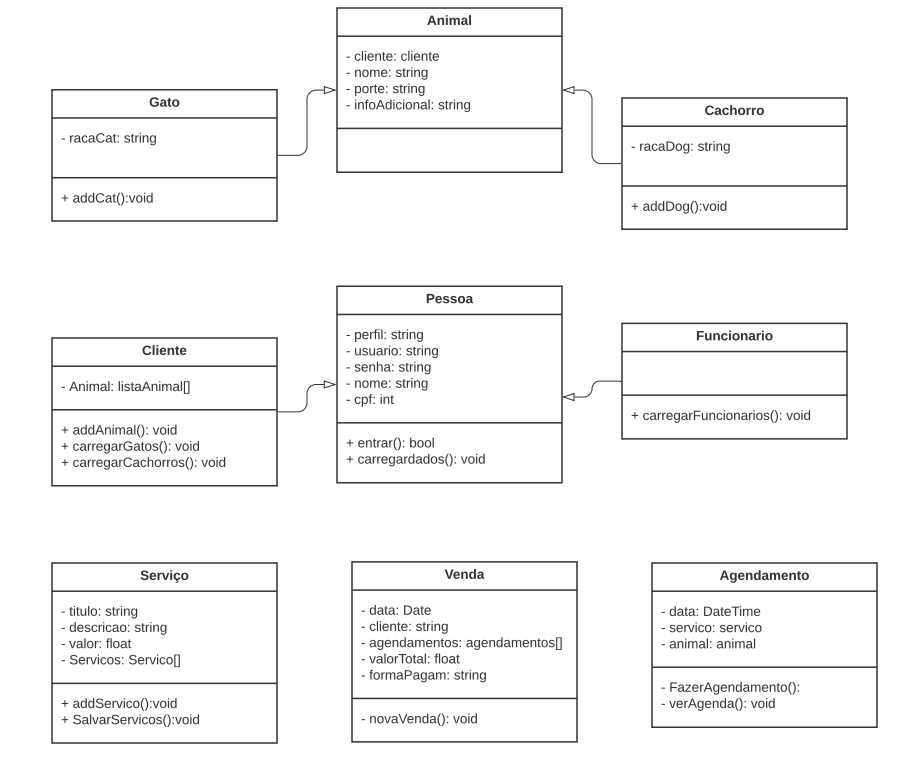 Animal
- cliente: cliente
- nome: string
- porte: string
- infoAdicional: string
Gato
- racaCat: string
+ addCat():void
Cachorro
- racaDog: string
+ addDog():void
Pessoa
- perfil: string
- usuario: string
- senha: string
- nome: string
- cpf: int
+ entrar(): bool
+ carregardados(): void
Cliente
- Animal: listaAnimal[]
+ addAnimal(): void
+ carregarGatos(): void
+ carregarCachorros(): void
Funcionario
+ carregarFuncionarios(): void
Serviço
- titulo: string
- descricao: string
- valor: float
- Servicos: Servico[]
+ addServico():void
+ SalvarServicos():void
Venda
- data: Date
- cliente: string
- agendamentos: agendamentos[]
- valorTotal: float
- formaPagam: string
- novaVenda(): void
Agendamento
- data: DateTime
- servico: servico
- animal: animal
- FazerAgendamento():
- verAgenda(): void